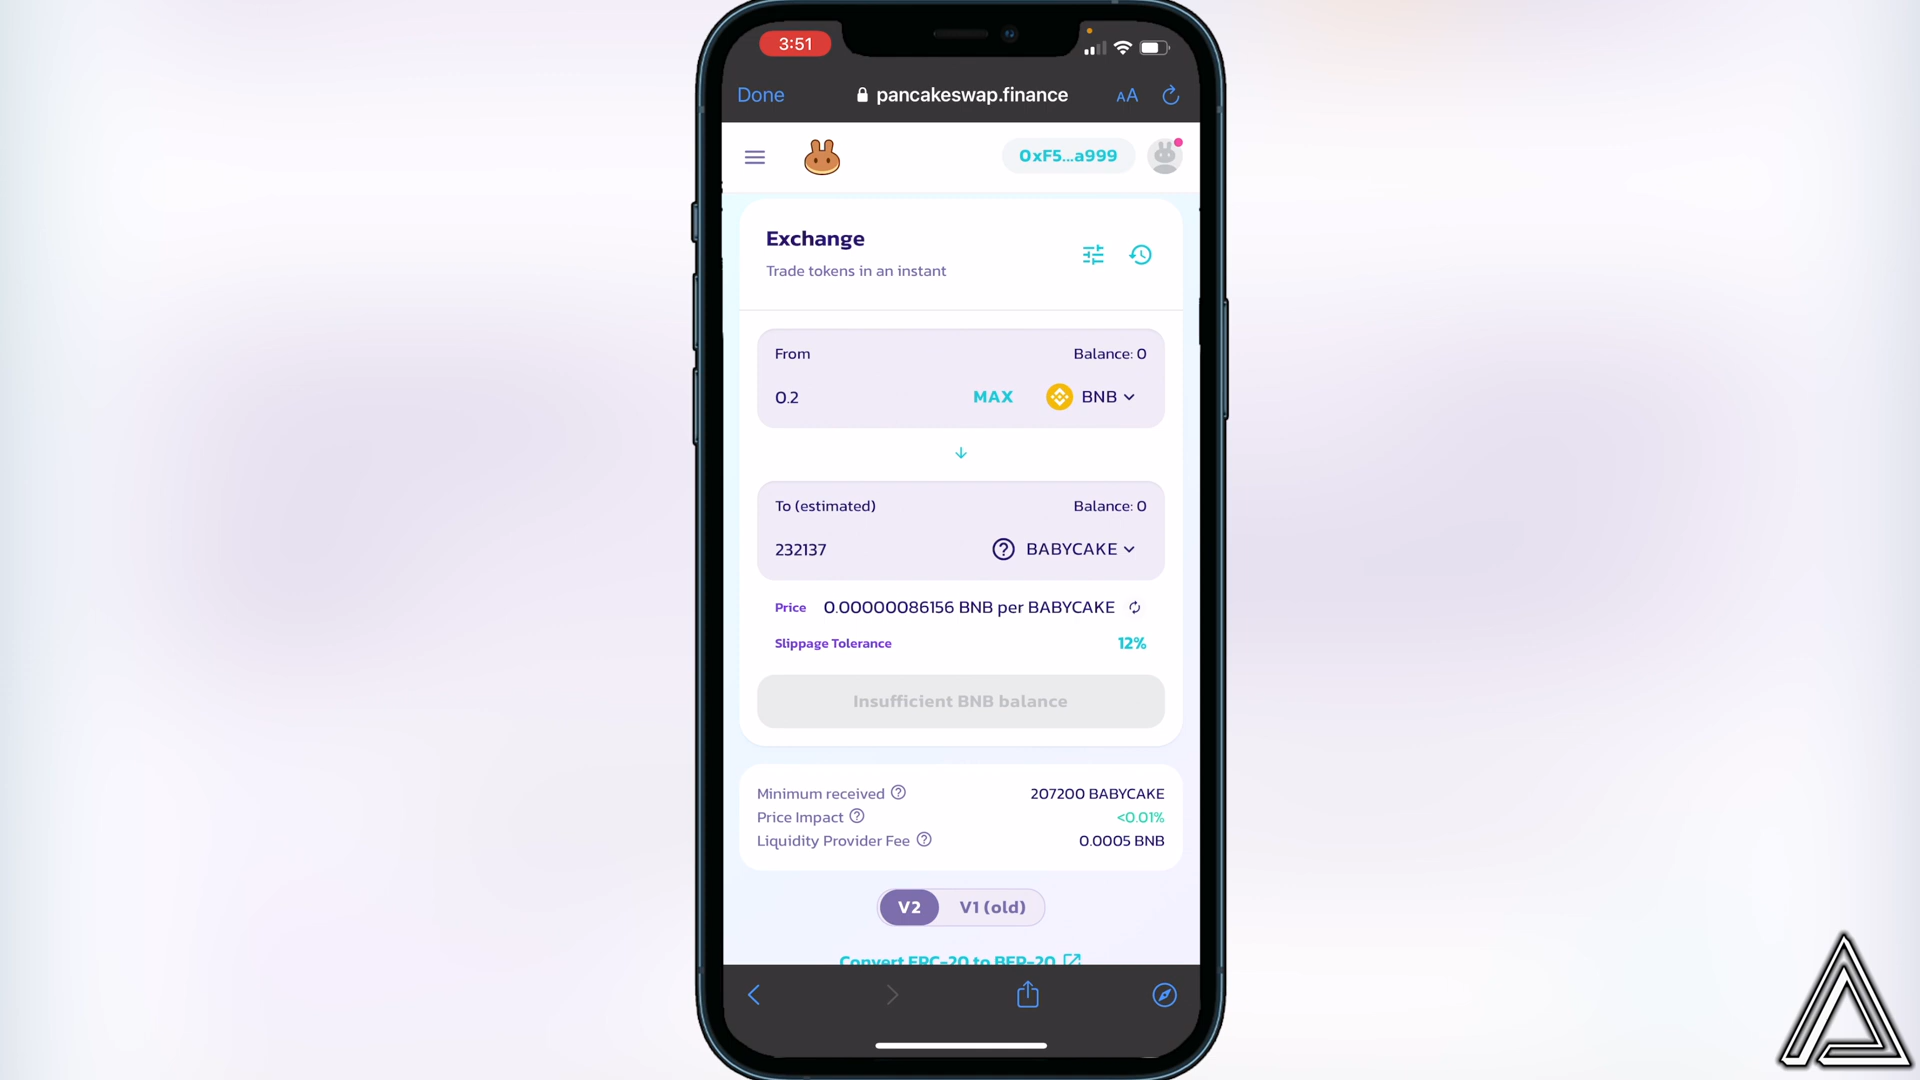 3:51
Done pancakeswap.finance AA
0xF5...a999
Exchange
Trade tokens in an instant
From Balance: 0
0.2 MAX BNB
To (estimated) Balance: 0
232137 BABYCAKE
Price 0.00000086156 BNB per BABYCAKE
Slippage Tolerance 12%
Insufficient BNB balance
Minimum received 207200 BABYCAKE
Price Impact <0.01%
Liquidity Provider Fee 0.0005 BNB
V2 V1 (old)
Convert ERC-20 to BEP-20